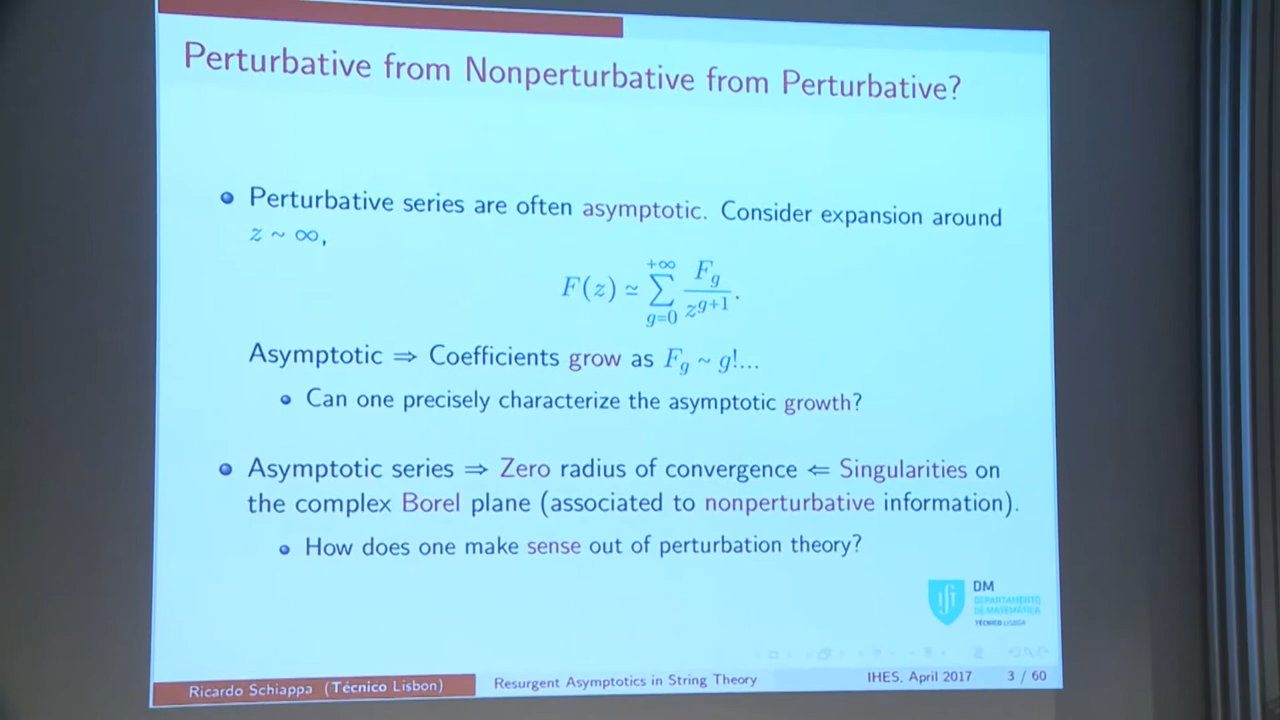 Perturbative from Nonperturbative from Perturbative?
Perturbative series are often asymptotic. Consider expansion around
z ~ ∞,
F(z) ≃ ∑_{g=0}^{+∞} F_g / z^{g+1}.
Asymptotic ⇒ Coefficients grow as F_g ~ g!...
Can one precisely characterize the asymptotic growth?
Asymptotic series ⇒ Zero radius of convergence ⇐ Singularities on
the complex Borel plane (associated to nonperturbative information).
How does one make sense out of perturbation theory?
DM
DEPARTAMENTO
DE MATEMÁTICA
TÉCNICO LISBOA
Ricardo Schiappa (Técnico Lisbon)
Resurgent Asymptotics in String Theory
IHES, April 2017
3 / 60